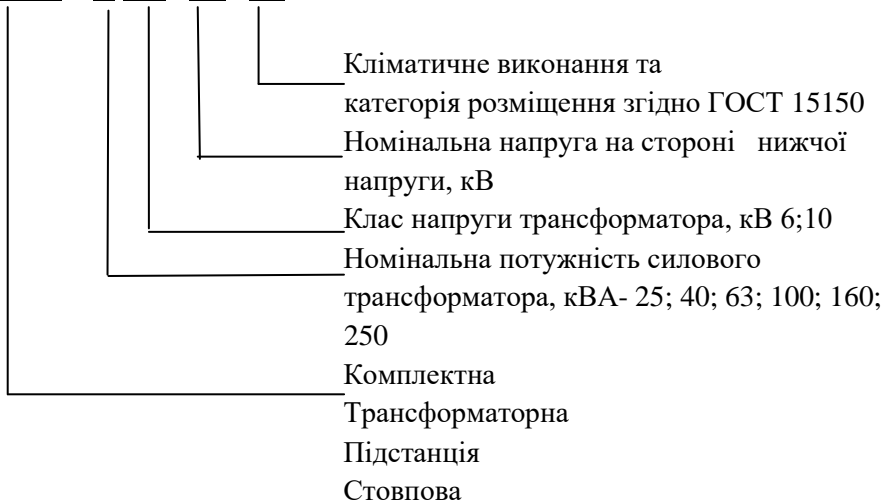 Кліматичне виконання та
категорія розміщення згідно ГОСТ 15150
Номінальна напруга на стороні нижчої
напруги, кВ
Клас напруги трансформатора, кВ 6;10
Номінальна потужність силового
трансформатора, кВА- 25; 40; 63; 100; 160;
250
Комплектна
Трансформаторна
Підстанція
Стовпова